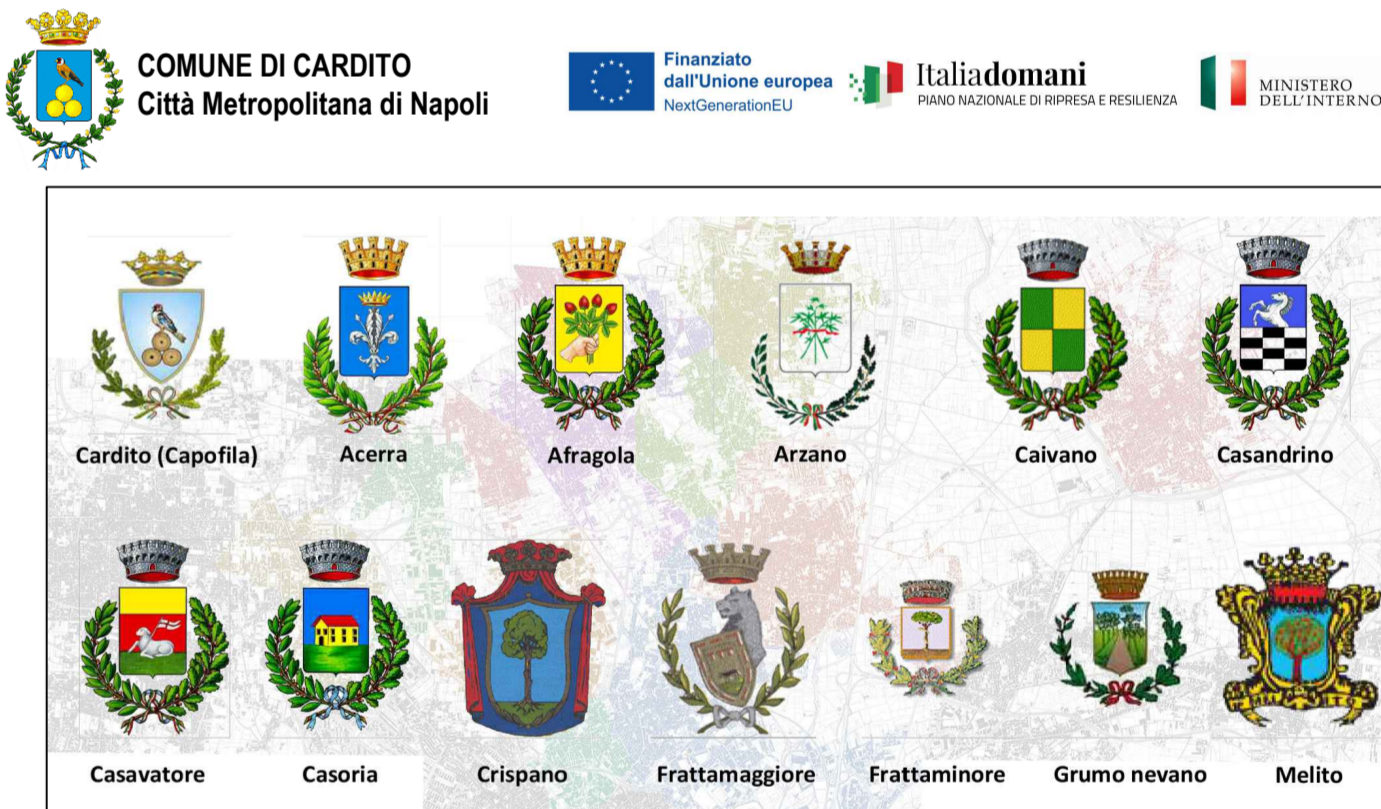 COMUNE DI CARDITO
Città Metropolitana di Napoli
Finanziato
dall'Unione europea
NextGenerationEU
Italiadomani
PIANO NAZIONALE DI RIPRESA E RESILIENZA
MINISTERO
DELL'INTERNO
Cardito (Capofila)
Acerra
Afragola
Arzano
Caivano
Casandrino
Casavatore
Casoria
Crispano
Frattamaggiore
Frattaminore
Grumo nevano
Melito